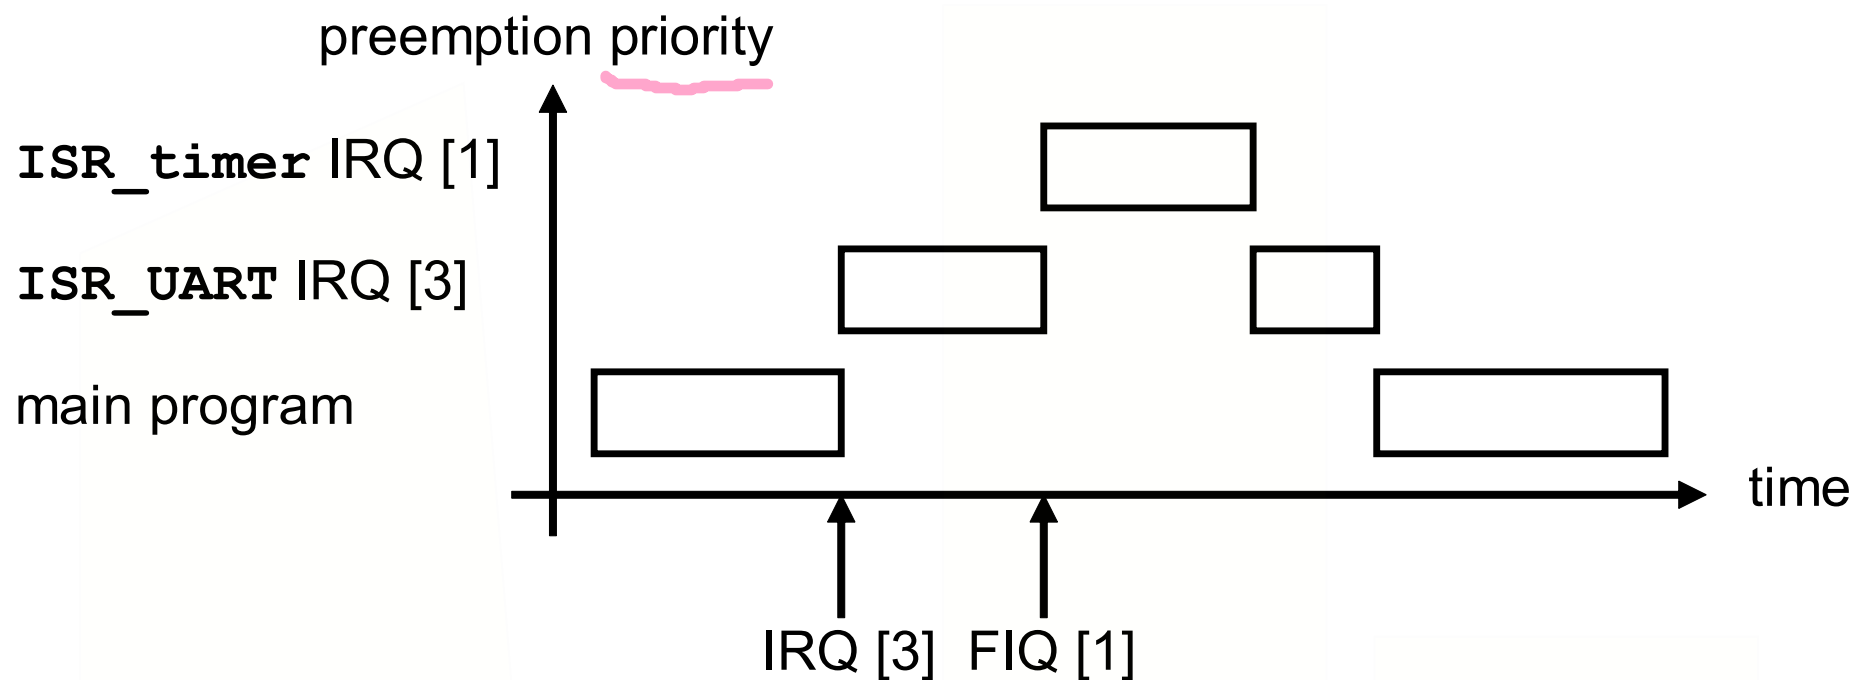 preemption priority
ISR_timer IRQ [1]
ISR_UART IRQ [3]
main program
time
IRQ [3] FIQ [1]